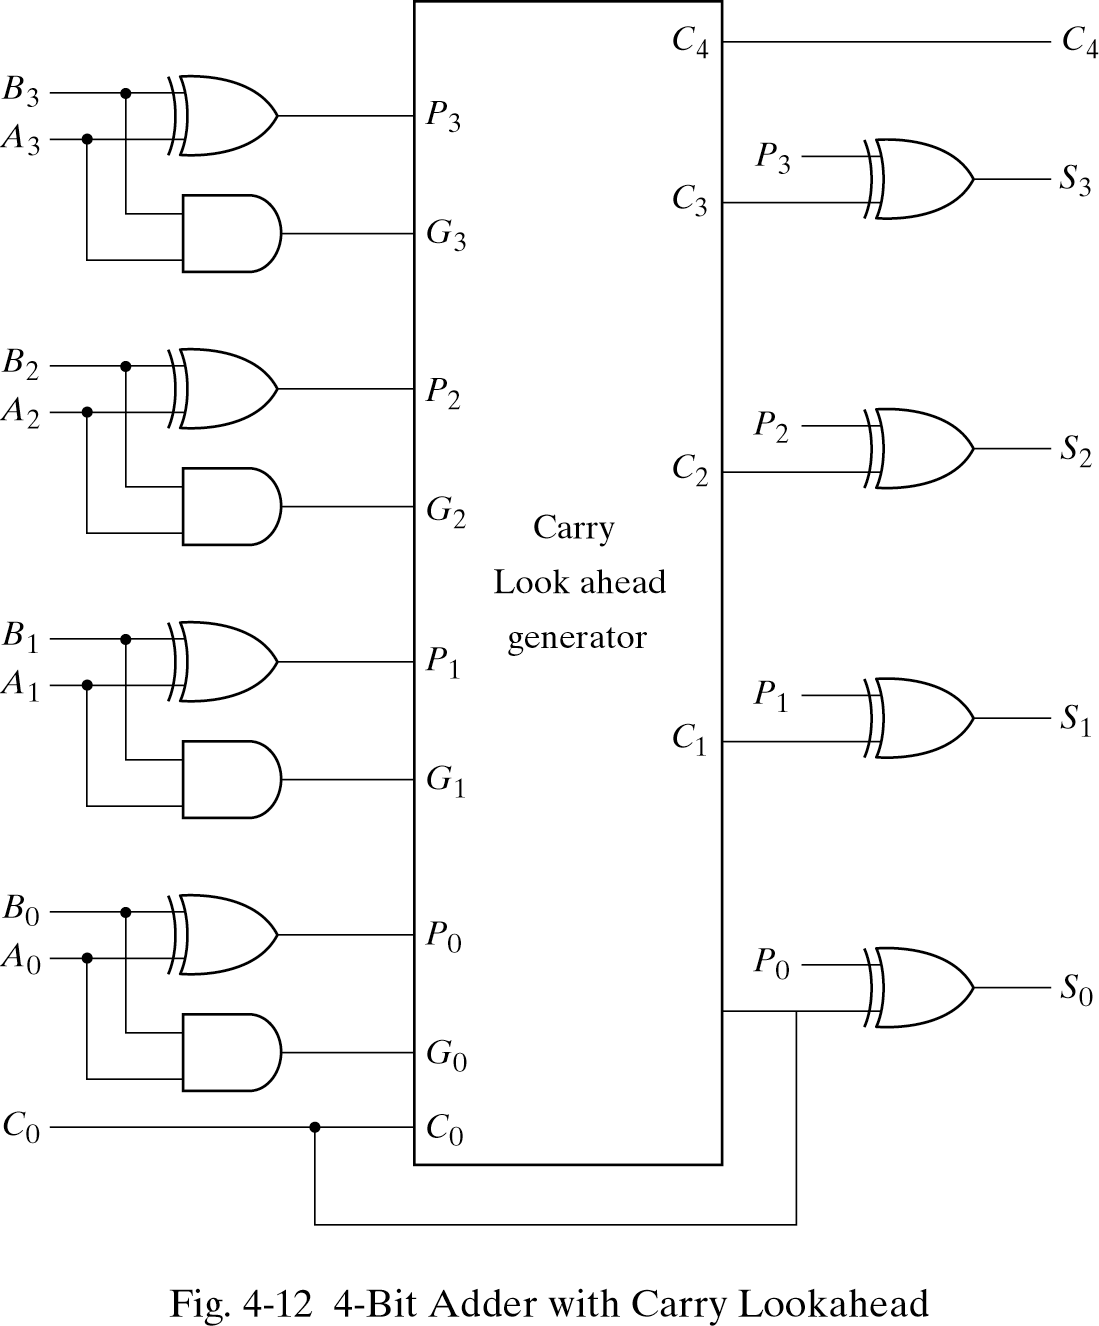 C4
C4
B3
P3
A3
P3
S3
C3
G3
B2
P2
A2
P2
S2
C2
G2
Carry
Look ahead
generator
B1
P1
A1
P1
S1
C1
G1
B0
P0
A0
P0
S0
G0
C0
C0
Fig. 4-12 4-Bit Adder with Carry Lookahead